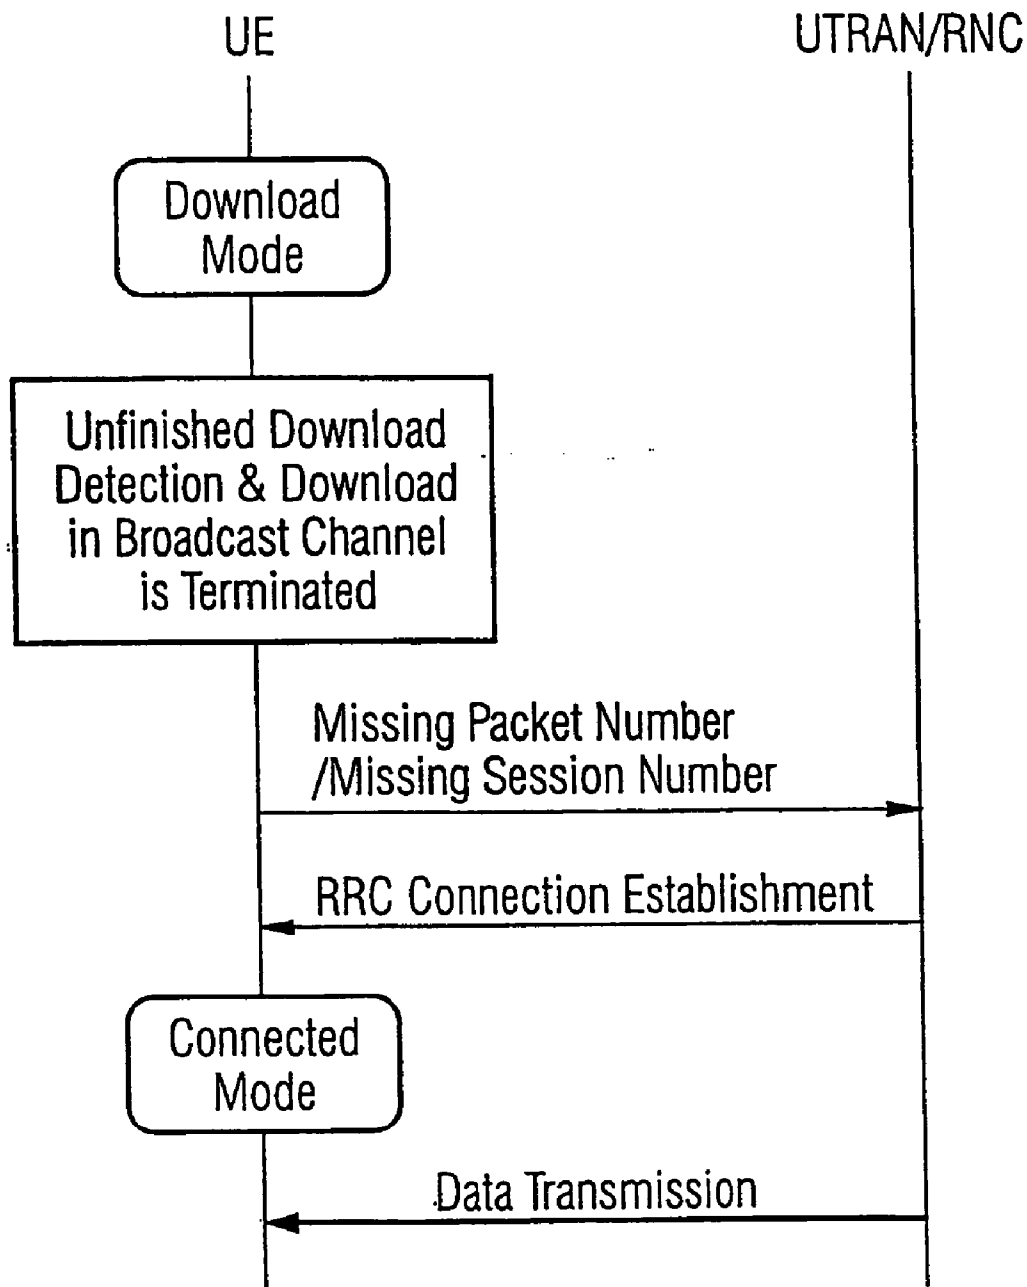 UE
UTRAN/RNC
Download
Mode
Unfinished Download
Detection & Download
in Broadcast Channel
is Terminated
Missing Packet Number
/Missing Session Number
RRC Connection Establishment
Connected
Mode
Data Transmission